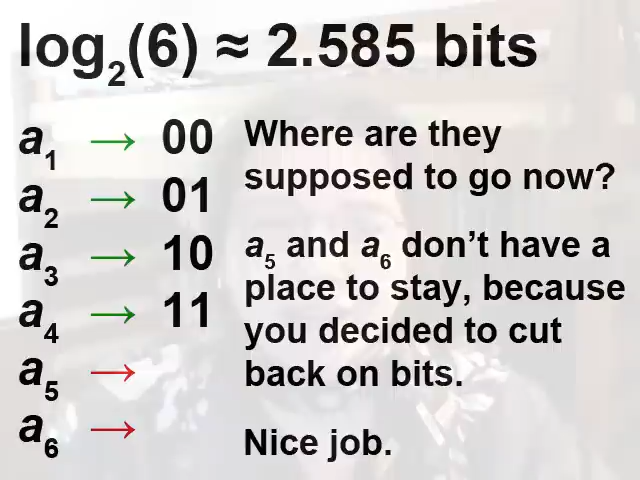 log₂(6) ≈ 2.585 bits
a₁ → 00
a₂ → 01
a₃ → 10
a₄ → 11
a₅ →
a₆ →
Where are they
supposed to go now?
a₅ and a₆ don’t have a
place to stay, because
you decided to cut
back on bits.
Nice job.